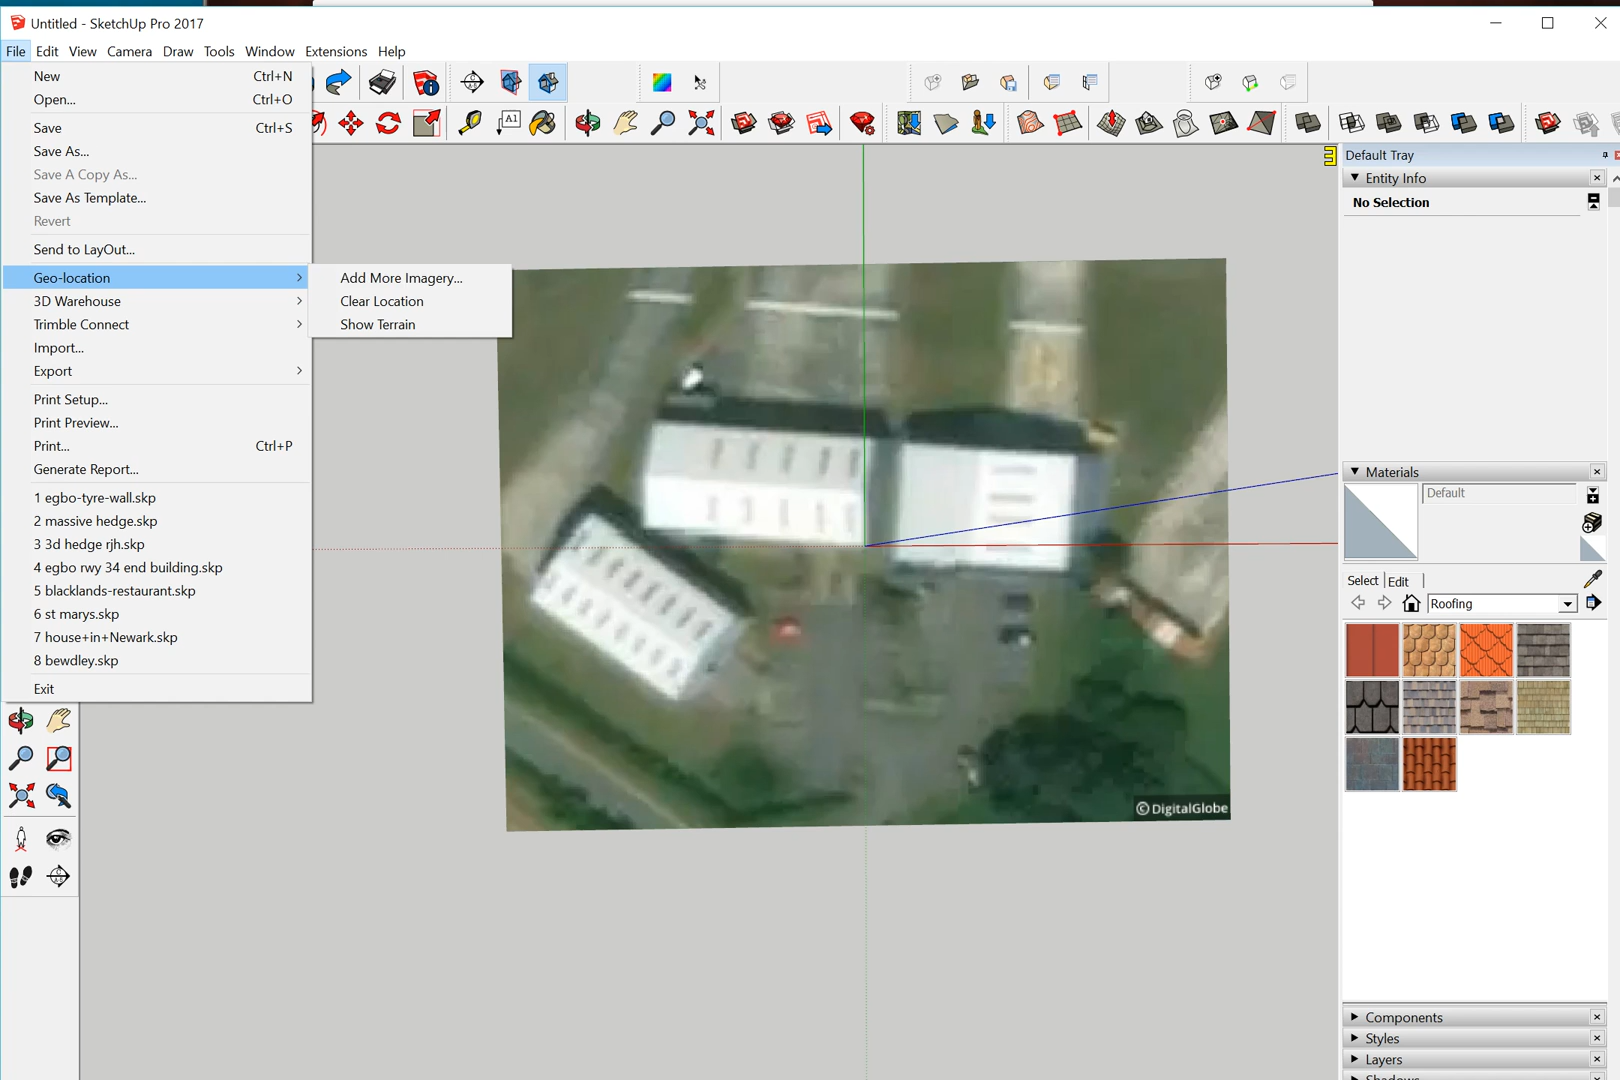 Untitled - SketchUp Pro 2017
File Edit View Camera Draw Tools Window Extensions Help
New Ctrl+N
Open... Ctrl+O
Save Ctrl+S
Save As...
Save A Copy As...
Save As Template...
Revert
Send to LayOut...
Geo-location
3D Warehouse
Trimble Connect
Import...
Export
Print Setup...
Print Preview...
Print... Ctrl+P
Generate Report...
1 egbo-tyre-wall.skp
2 massive hedge.skp
3 3d hedge rjh.skp
4 egbo rwy 34 end building.skp
5 blacklands-restaurant.skp
6 st marys.skp
7 house+in+Newark.skp
8 bewdley.skp
Exit
Add More Imagery...
Clear Location
Show Terrain
A1
© DigitalGlobe
Default Tray
Entity Info
No Selection
Materials
Default
Select Edit
Roofing
Components
Styles
Layers
Shadows